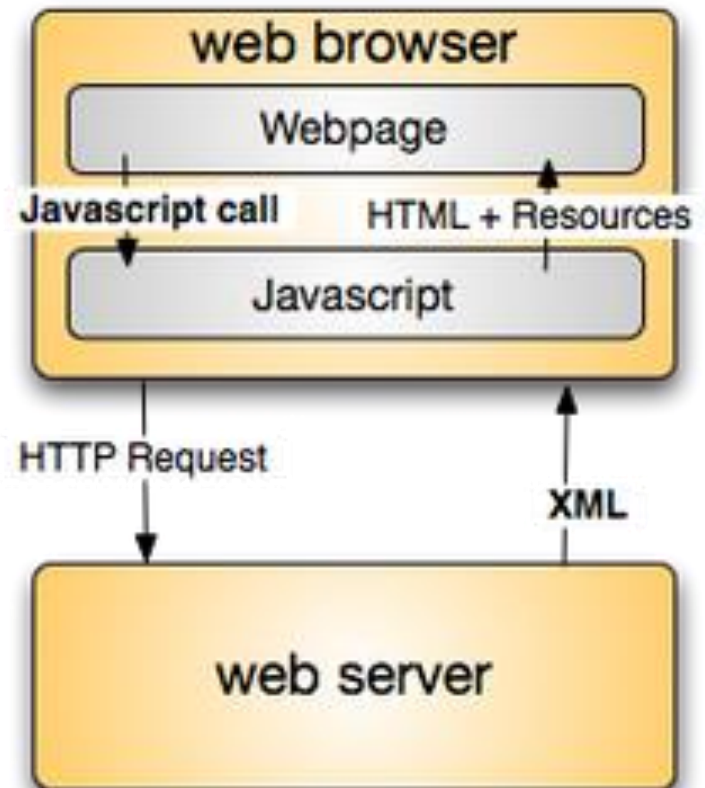 web browser
Webpage
Javascript call
HTML + Resources
Javascript
HTTP Request
XML
web server